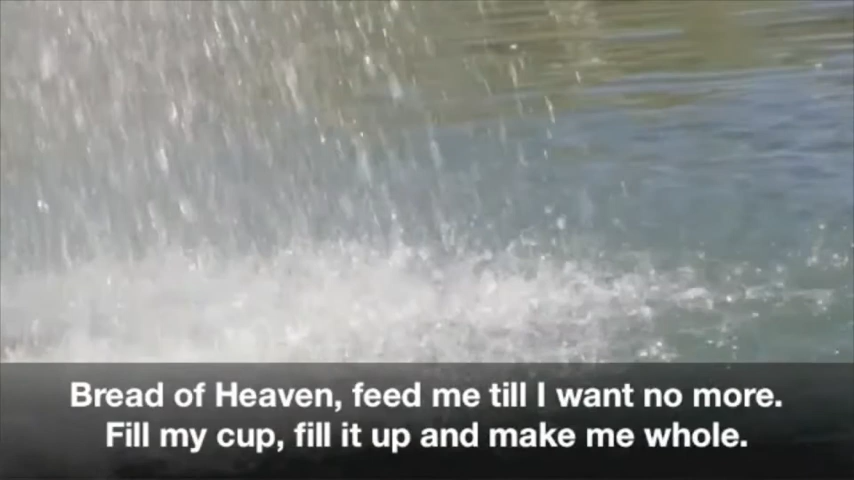 Bread of Heaven, feed me till I want no more.
Fill my cup, fill it up and make me whole.